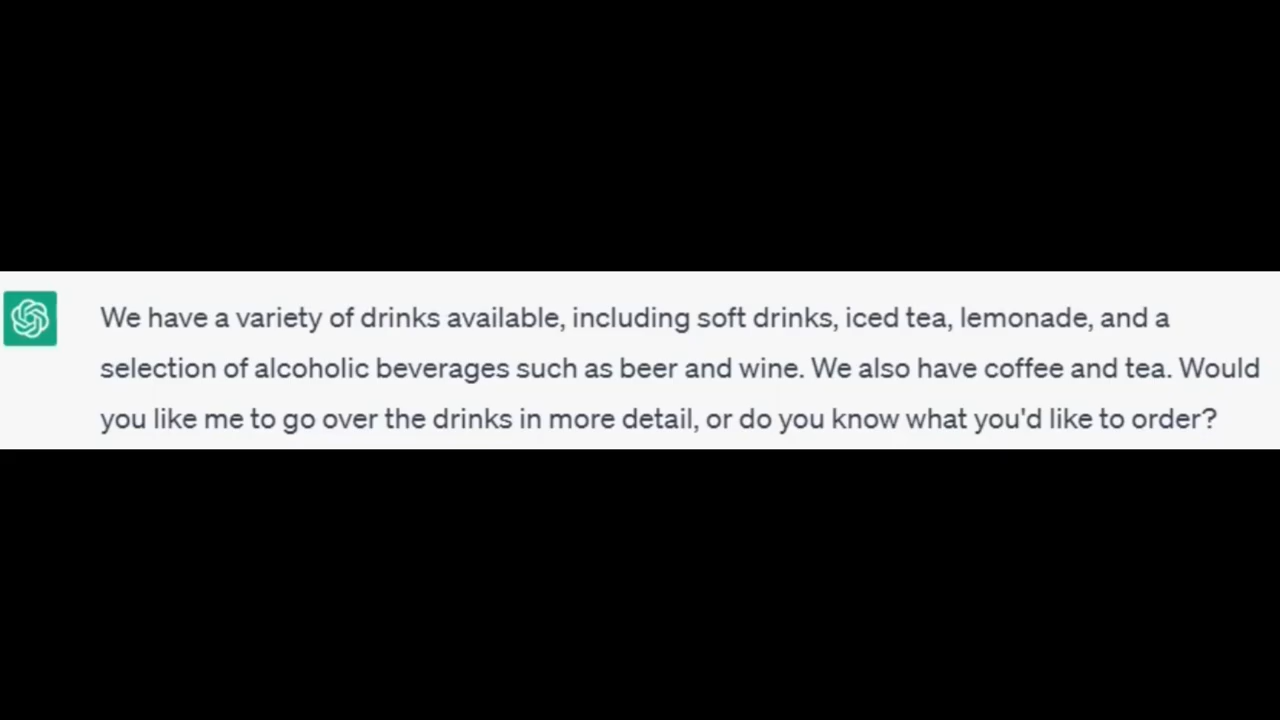 We have a variety of drinks available, including soft drinks, iced tea, lemonade, and a
selection of alcoholic beverages such as beer and wine. We also have coffee and tea. Would
you like me to go over the drinks in more detail, or do you know what you'd like to order?